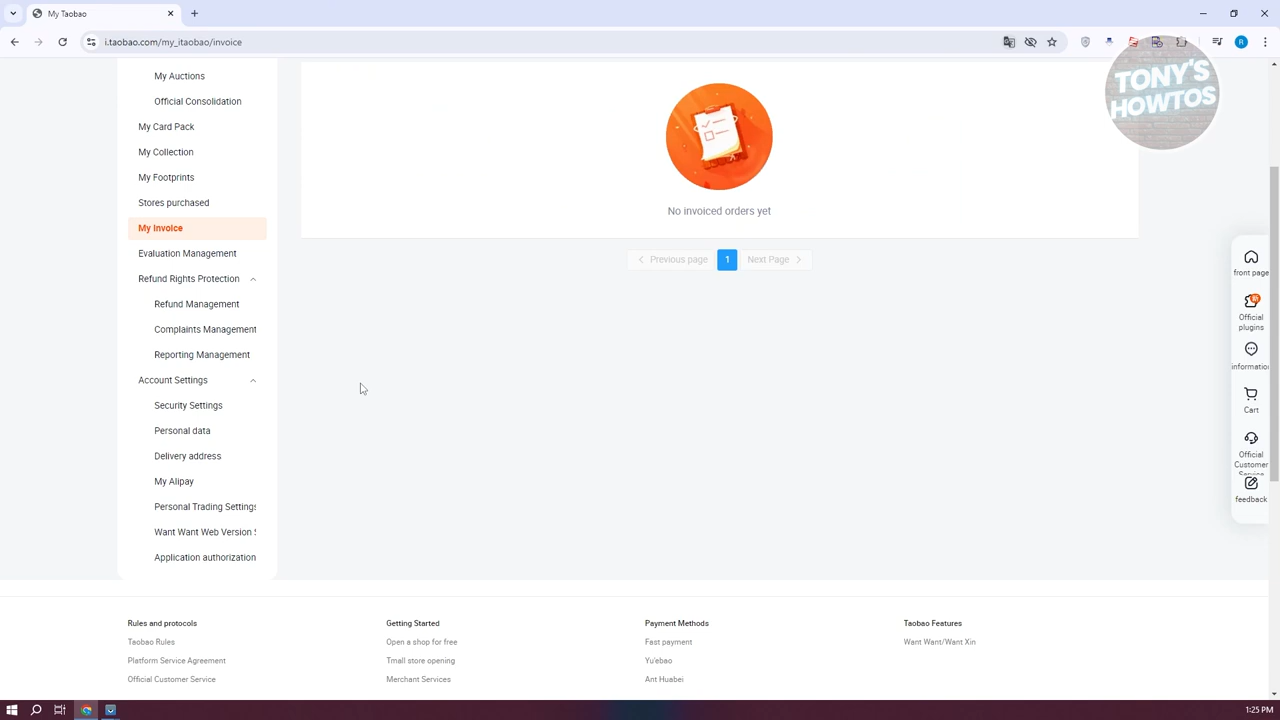 My Taobao
i.taobao.com/my_itaobao/invoice
R
TONY'S
HOWTOS
My Auctions
Official Consolidation
My Card Pack
My Collection
My Footprints
Stores purchased
My Invoice
Evaluation Management
Refund Rights Protection
Refund Management
Complaints Management
Reporting Management
Account Settings
Security Settings
Personal data
Delivery address
My Alipay
Personal Trading Settings
Want Want Web Version S
Application authorization
No invoiced orders yet
Previous page
1
Next Page
front page
Official
plugins
information
Cart
Official
Customer
Service
feedback
Rules and protocols
Getting Started
Payment Methods
Taobao Features
Taobao Rules
Open a shop for free
Fast payment
Want Want/Want Xin
Platform Service Agreement
Tmall store opening
Yu'ebao
Official Customer Service
Merchant Services
Ant Huabei
1:25 PM